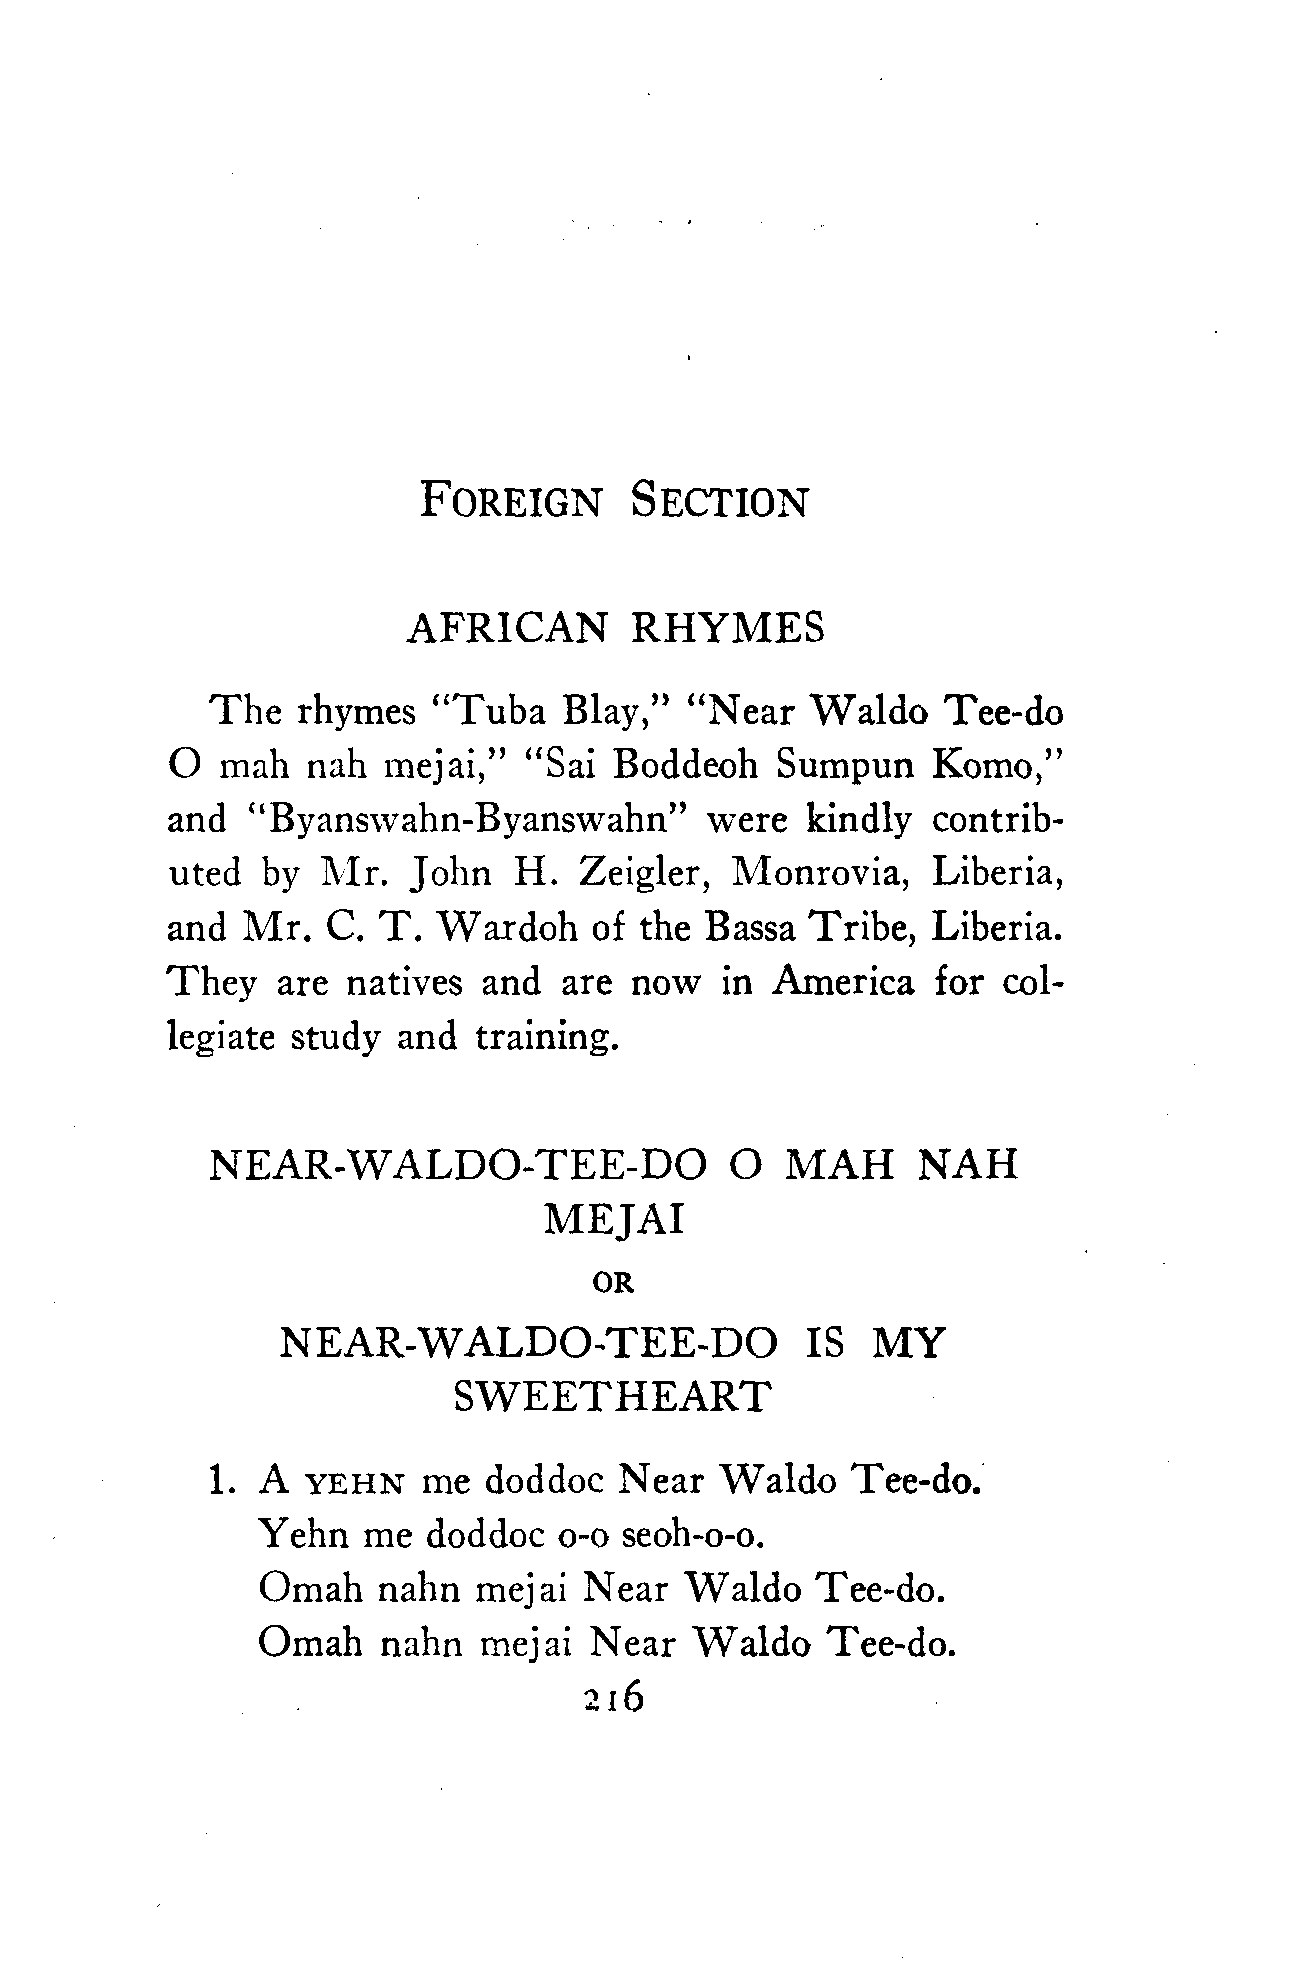 FOREIGN SECTION
AFRICAN RHYMES
The rhymes “Tuba Blay,” “Near Waldo Tee-do
O mah nah mejai,” “Sai Boddeoh Sumpun Komo,”
and “Byanswahn-Byanswahn” were kindly contrib-
uted by Mr. John H. Zeigler, Monrovia, Liberia,
and Mr. C. T. Wardoh of the Bassa Tribe, Liberia.
They are natives and are now in America for col-
legiate study and training.
NEAR-WALDO-TEE-DO O MAH NAH
MEJAI
OR
NEAR-WALDO-TEE-DO IS MY
SWEETHEART
1. A YEHN me doddoc Near Waldo Tee-do.
Yehn me doddoc o-o seoh-o-o.
Omah nahn mejai Near Waldo Tee-do.
Omah nahn mejai Near Waldo Tee-do.
216